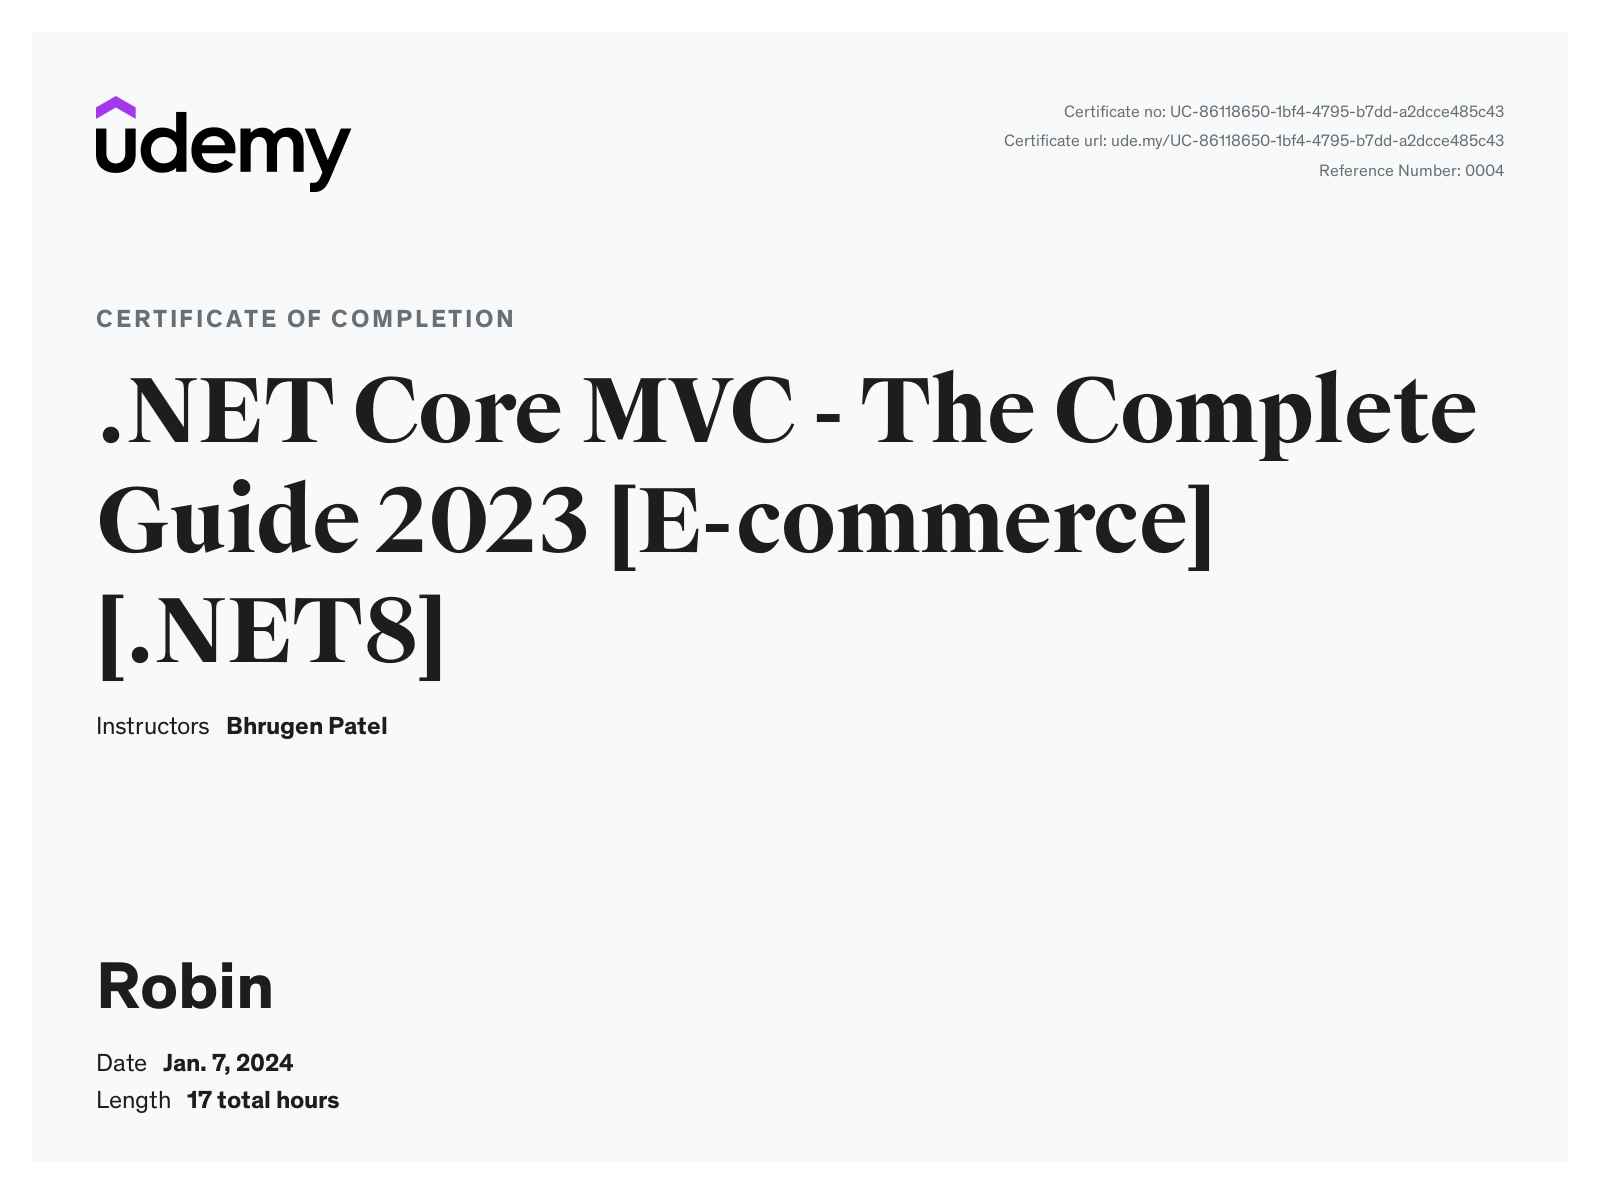 udemy
Certificate no: UC-86118650-1bf4-4795-b7dd-a2dcce485c43
Certificate url: ude.my/UC-86118650-1bf4-4795-b7dd-a2dcce485c43
Reference Number: 0004
CERTIFICATE OF COMPLETION
.NET Core MVC - The Complete
Guide 2023 [E-commerce]
[.NET8]
Instructors Bhrugen Patel
Robin
Date Jan. 7, 2024
Length 17 total hours